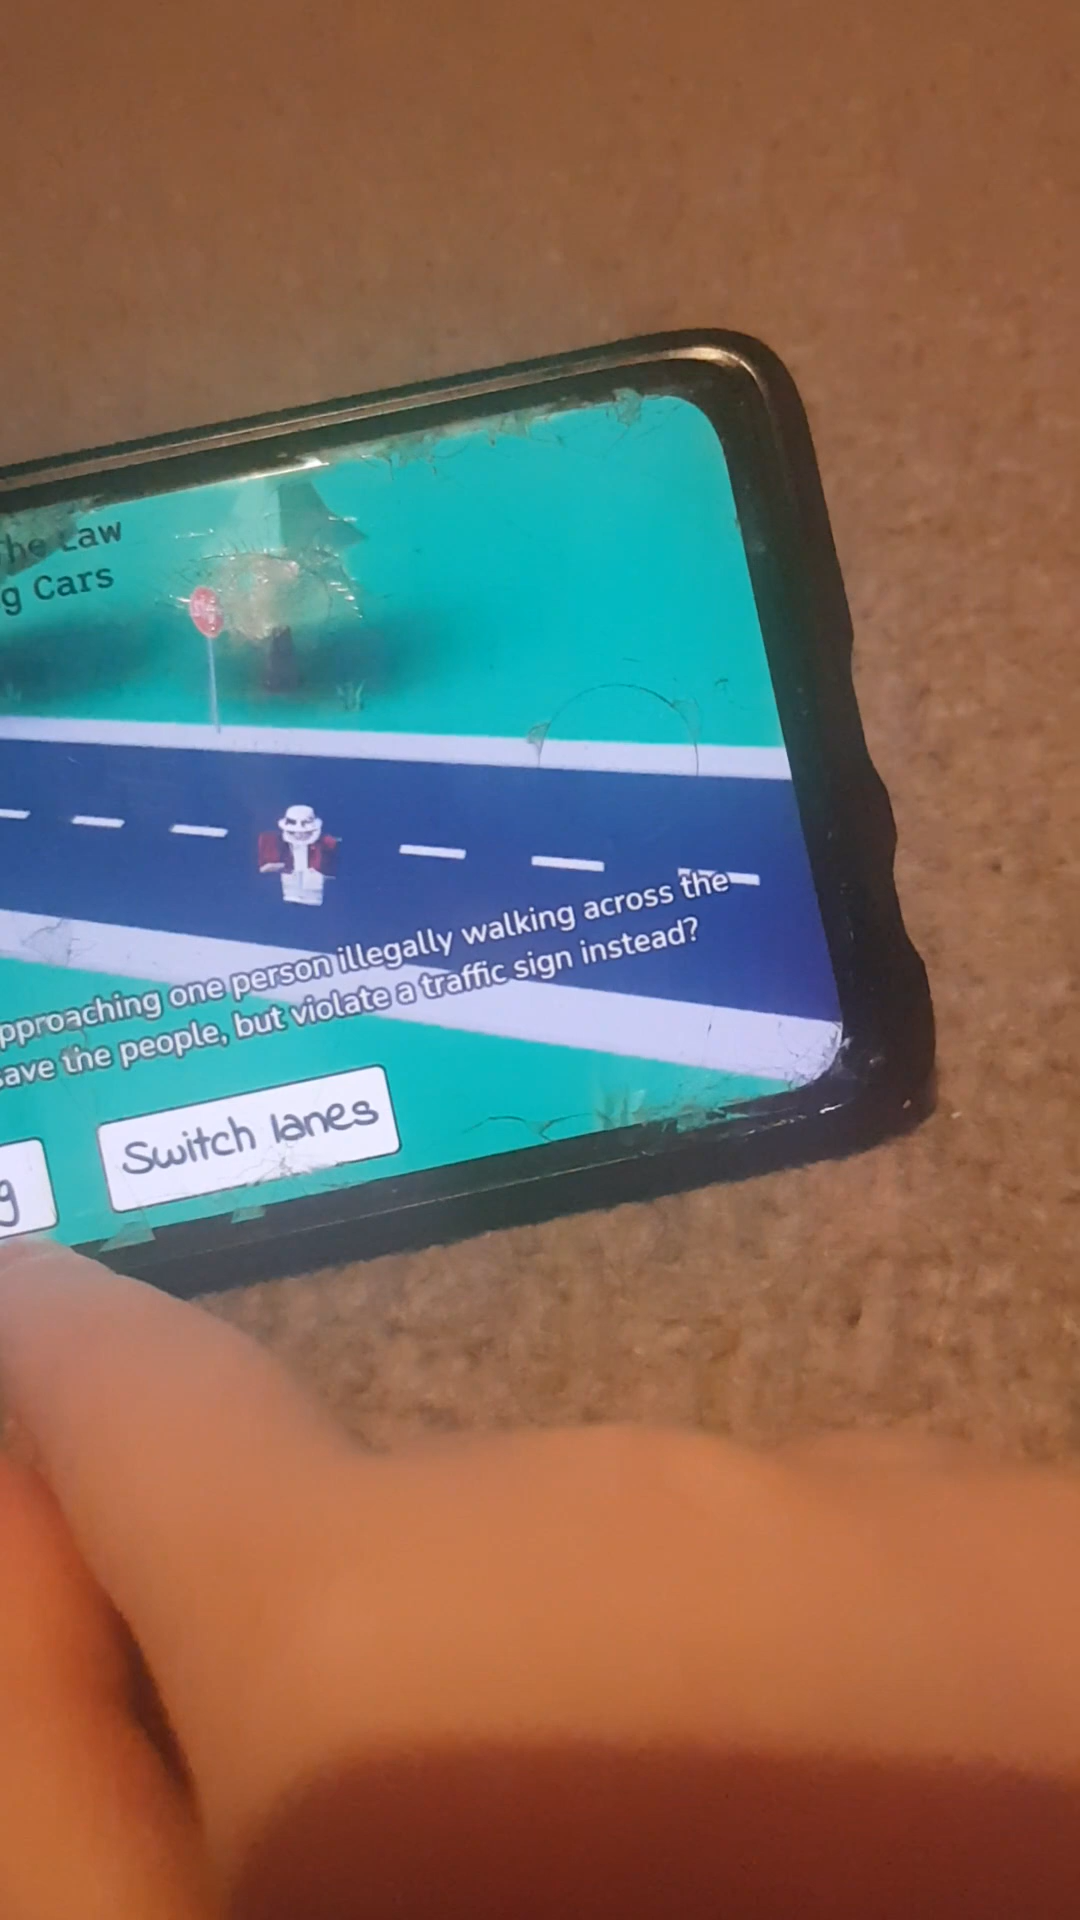 he Law
g Cars
pproaching one person illegally walking across the
ave the people, but violate a traffic sign instead?
Switch lanes
g